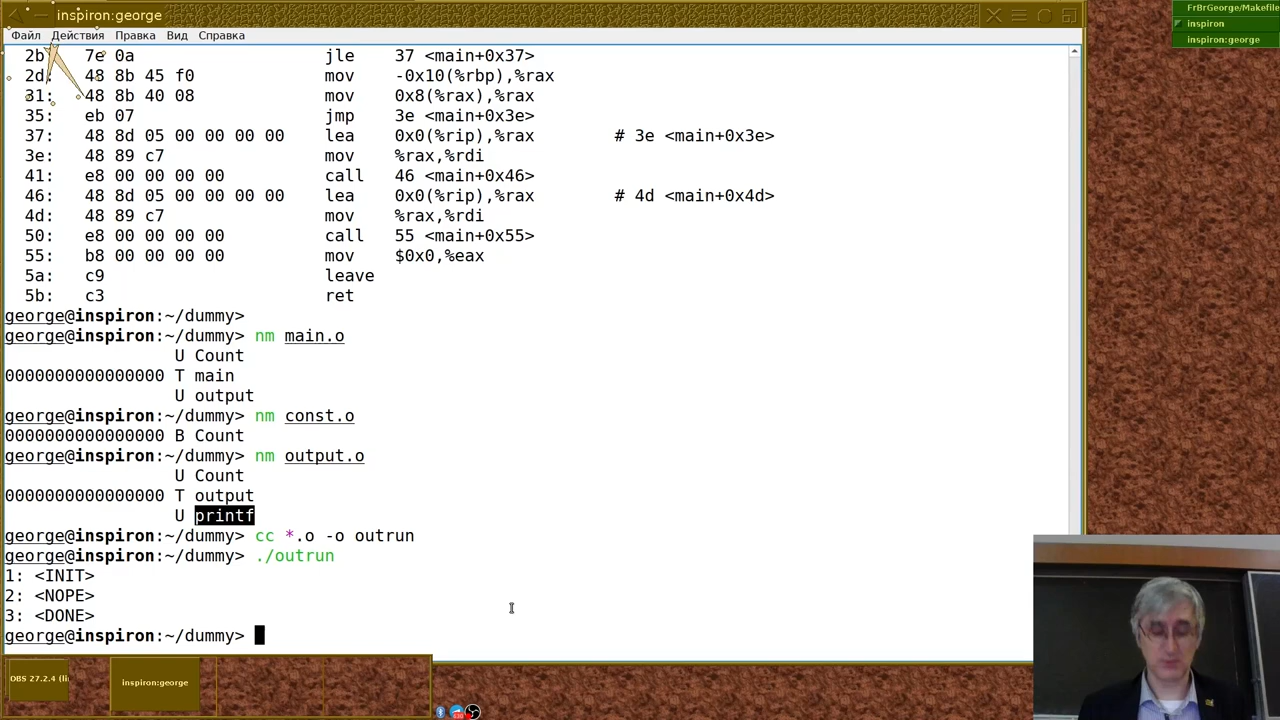 inspiron:george
FrBrGeorge/Makefile
inspiron
inspiron:george
Файл Действия Правка Вид Справка
2b: 7e 0a jle 37 <main+0x37>
2d: 48 8b 45 f0 mov -0x10(%rbp),%rax
31: 48 8b 40 08 mov 0x8(%rax),%rax
35: eb 07 jmp 3e <main+0x3e>
37: 48 8d 05 00 00 00 00 lea 0x0(%rip),%rax # 3e <main+0x3e>
3e: 48 89 c7 mov %rax,%rdi
41: e8 00 00 00 00 call 46 <main+0x46>
46: 48 8d 05 00 00 00 00 lea 0x0(%rip),%rax # 4d <main+0x4d>
4d: 48 89 c7 mov %rax,%rdi
50: e8 00 00 00 00 call 55 <main+0x55>
55: b8 00 00 00 00 mov $0x0,%eax
5a: c9 leave
5b: c3 ret
george@inspiron:~/dummy>
george@inspiron:~/dummy> nm main.o
U Count
0000000000000000 T main
U output
george@inspiron:~/dummy> nm const.o
0000000000000000 B Count
george@inspiron:~/dummy> nm output.o
U Count
0000000000000000 T output
U printf
george@inspiron:~/dummy> cc *.o -o outrun
george@inspiron:~/dummy> ./outrun
1: <INIT>
2: <NOPE>
3: <DONE>
george@inspiron:~/dummy>
OBS 27.2.4 (li
inspiron:george